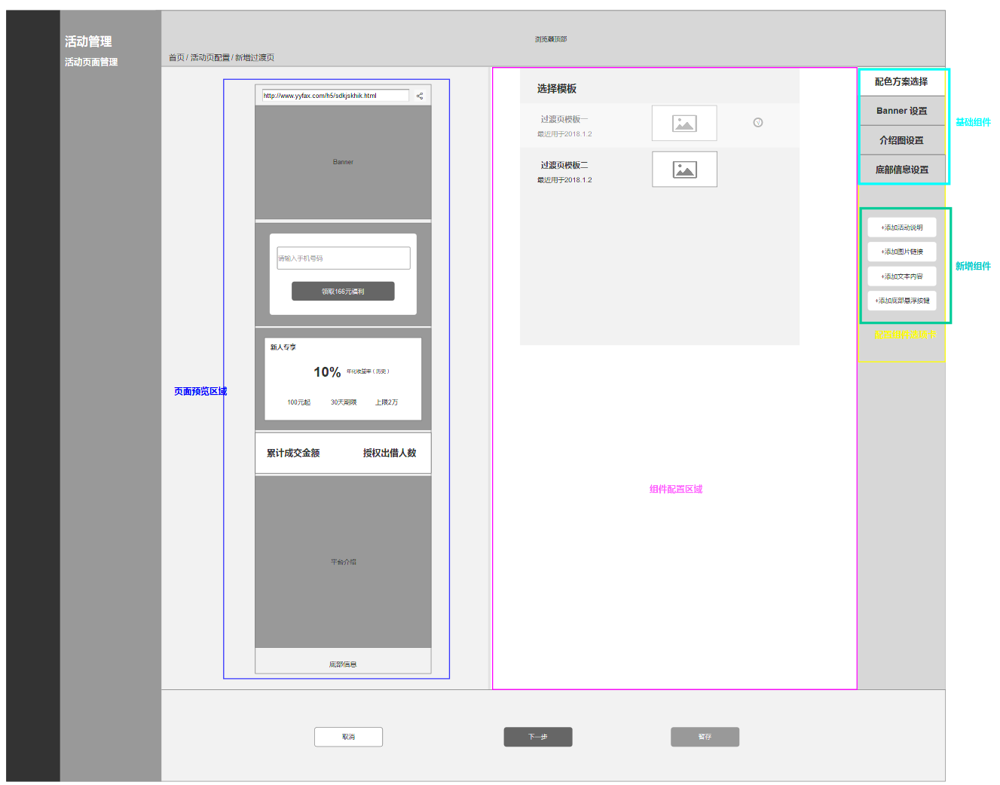 活动管理
活动页面管理
浏览器顶部
首页 / 活动页配置 / 新增过渡页
http://www.yyfax.com/h5/sdkjskhik.html
Banner
请输入手机号码
领取166元福利
新人专享
10% 年化收益率（历史）
100元起 30天期限 上限2万
页面预览区域
累计成交金额 授权出借人数
平台介绍
底部信息
选择模板
过渡页模板一
最近用于2018.1.2
过渡页模板二
最近用于2018.1.2
组件配置区域
配色方案选择
Banner 设置
介绍图设置
底部信息设置
基础组件
+添加活动说明
+添加图片链接
+添加文本内容
+添加底部悬浮按键
新增组件
配置组件选项卡
取消
下一步
暂存